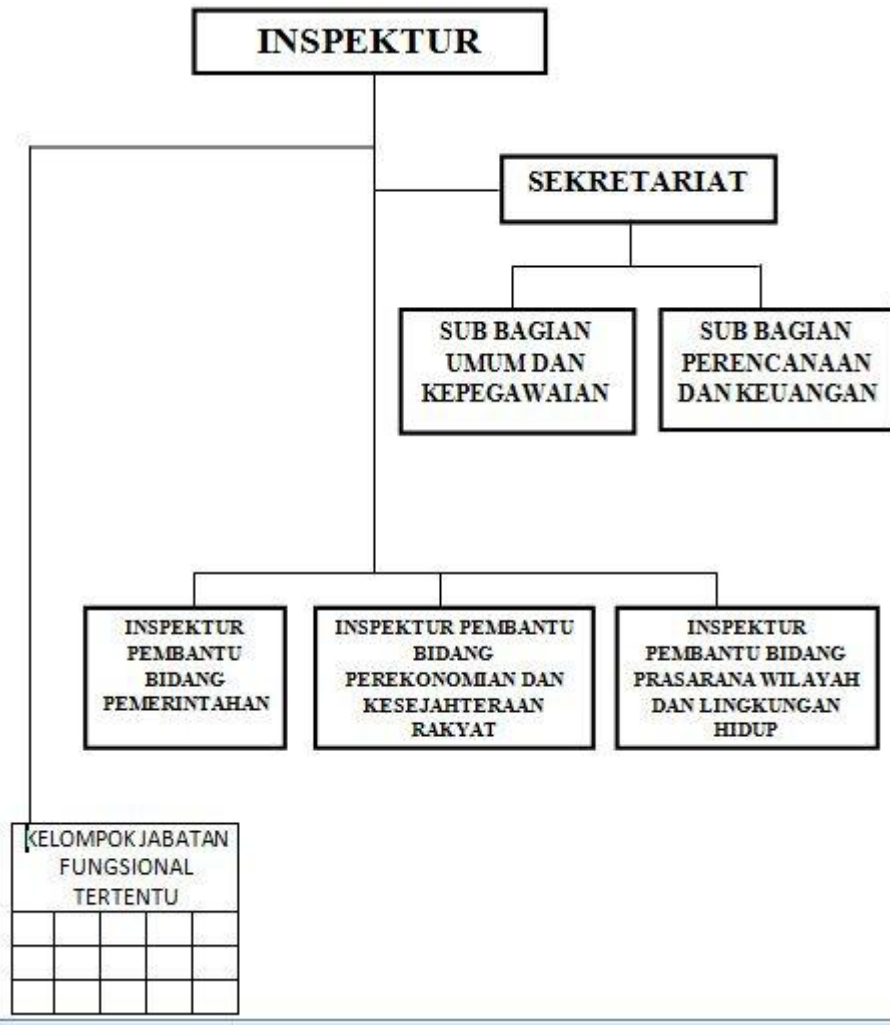 INSPEKTUR
SEKRETARIAT
SUB BAGIAN
UMUM DAN
KEPEGAWAIAN
SUB BAGIAN
PERENCANAAN
DAN KEUANGAN
INSPEKTUR
PEMBANTU
BIDANG
PEMERINTAHAN
INSPEKTUR PEMBANTU
BIDANG
PEREKONOMIAN DAN
KESEJAHTERAAN
RAKYAT
INSPEKTUR
PEMBANTU BIDANG
PRASARANA WILAYAH
DAN LINGKUNGAN
HIDUP
KELOMPOK JABATAN
FUNGSIONAL
TERTENTU